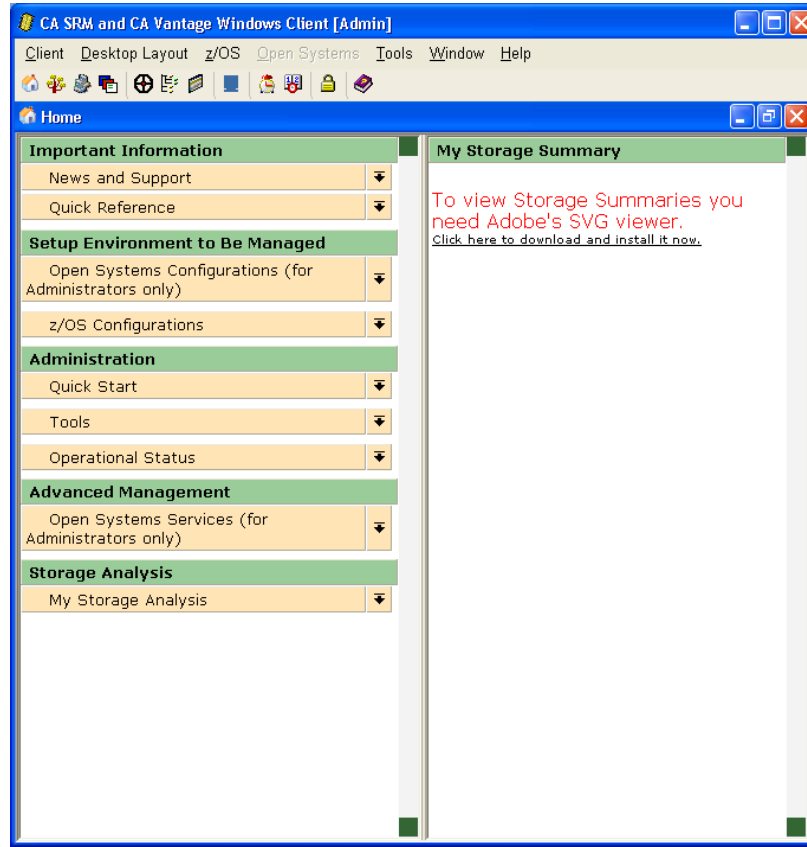 CA SRM and CA Vantage Windows Client [Admin]
Client Desktop Layout z/OS Open Systems Tools Window Help
Home
Important Information
News and Support
Quick Reference
Setup Environment to Be Managed
Open Systems Configurations (for
Administrators only)
z/OS Configurations
Administration
Quick Start
Tools
Operational Status
Advanced Management
Open Systems Services (for
Administrators only)
Storage Analysis
My Storage Analysis
My Storage Summary
To view Storage Summaries you
need Adobe's SVG viewer.
Click here to download and install it now.